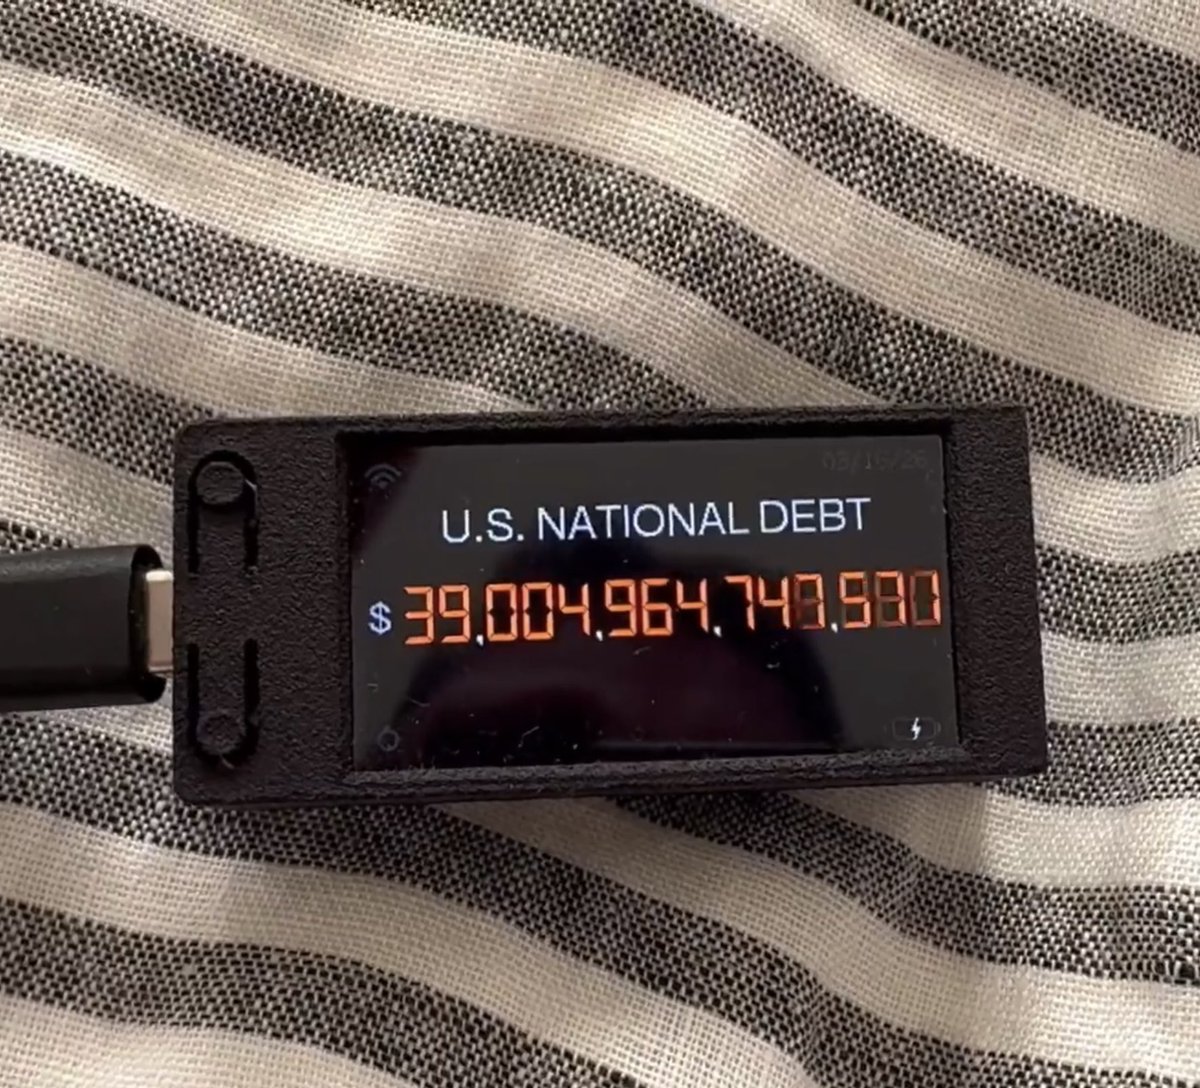 U.S. NATIONAL DEBT
$ 39,004,964,74